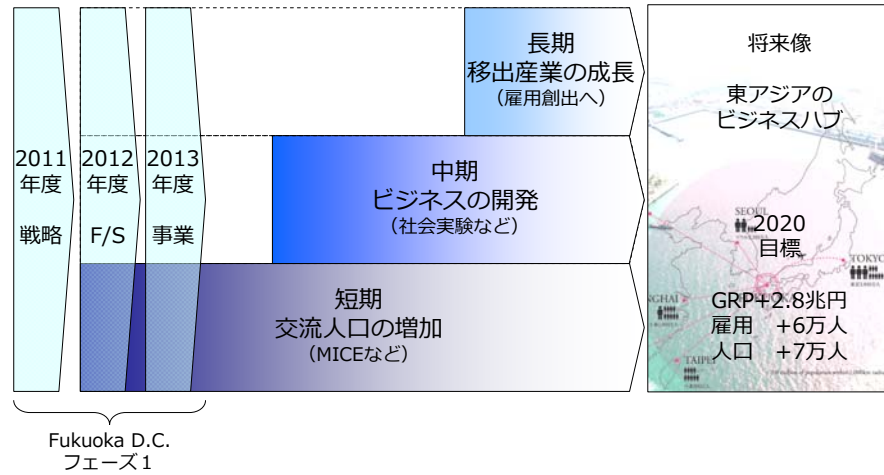 2011
年度
戦略
2012
年度
F/S
2013
年度
事業
長期
移出産業の成長
(雇用創出へ)
中期
ビジネスの開発
(社会実験など)
短期
交流人口の増加
(MICEなど)
Fukuoka D.C.
フェーズ1
将来像
東アジアの
ビジネスハブ
SEOUL
2020
目標
TOKYO
GRP+2.8兆円
雇用 +6万人
人口 +7万人
TAIPEI